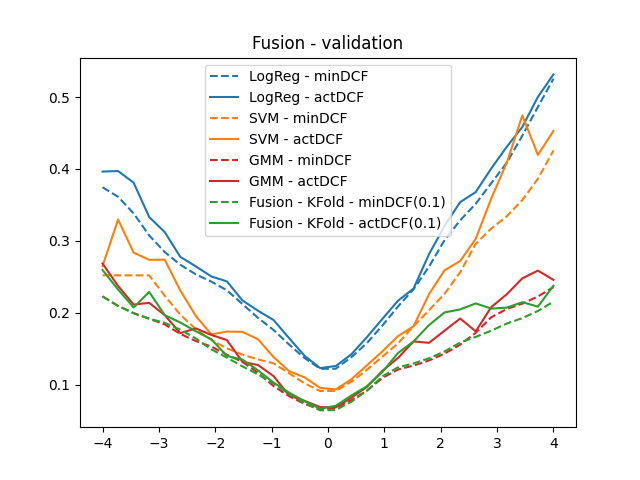 Fusion - validation
LogReg - minDCF
LogReg - actDCF
SVM - minDCF
SVM - actDCF
GMM - minDCF
GMM - actDCF
Fusion - KFold - minDCF(0.1)
Fusion - KFold - actDCF(0.1)
0.5
0.4
0.3
0.2
0.1
−4 −3 −2 −1 0 1 2 3 4